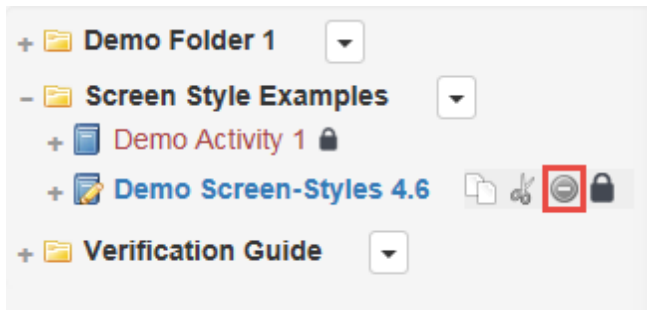 Demo Folder 1
Screen Style Examples
Demo Activity 1
Demo Screen-Styles 4.6
Verification Guide